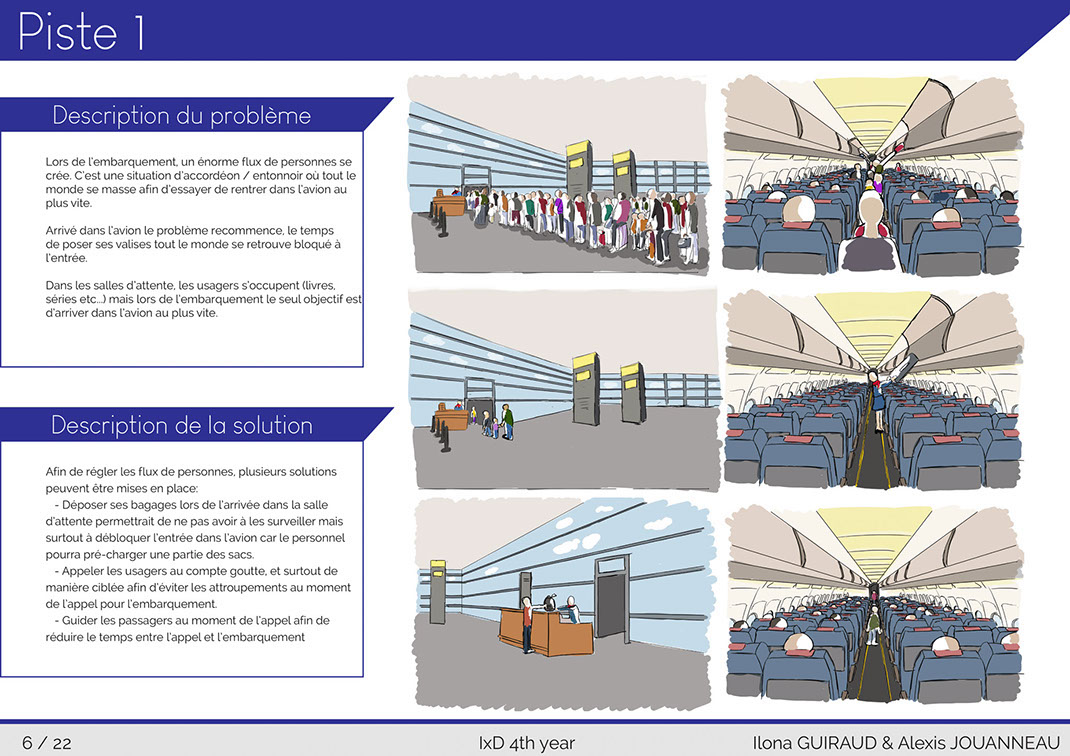 Piste 1
Description du problème
Lors de l'embarquement, un énorme flux de personnes se
crée. C'est une situation d'accordéon / entonnoir où tout le
monde se masse afin d'essayer de rentrer dans l'avion au
plus vite.
Arrivé dans l'avion le problème recommence, le temps
de poser ses valises tout le monde se retrouve bloqué à
l'entrée.
Dans les salles d'attente, les usagers s'occupent (livres,
séries etc...) mais lors de l'embarquement le seul objectif est
d'arriver dans l'avion au plus vite.
Description de la solution
Afin de régler les flux de personnes, plusieurs solutions
peuvent être mises en place:
- Déposer ses bagages lors de l'arrivée dans la salle
d'attente permettrait de ne pas avoir à les surveiller mais
surtout à débloquer l'entrée dans l'avion car le personnel
pourra pré-charger une partie des sacs.
- Appeler les usagers au compte goutte, et surtout de
manière ciblée afin d'éviter les attroupements au moment
de l'appel pour l'embarquement.
- Guider les passagers au moment de l'appel afin de
réduire le temps entre l'appel et l'embarquement
6 / 22
IxD 4th year
Ilona GUIRAUD & Alexis JOUANNEAU